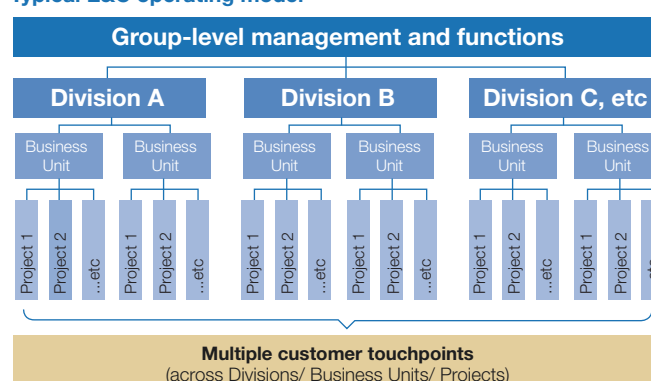 Typical E&C operating model
Group-level management and functions
Division A
Division B
Division C, etc
Business
Unit
Business
Unit
Business
Unit
Business
Unit
Business
Unit
Business
Unit
Project 1
Project 2
...etc
Project 1
Project 2
...etc
Project 1
Project 2
...etc
Project 1
Project 2
...etc
Project 1
Project 2
...etc
Project 1
Project 2
Multiple customer touchpoints
(across Divisions/ Business Units/ Projects)